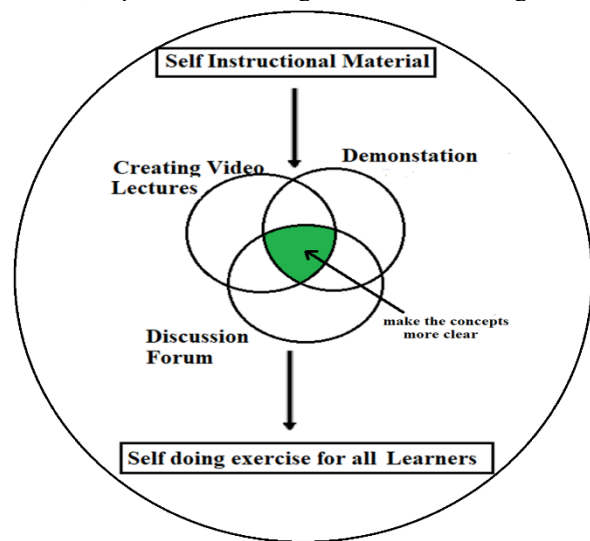 Self Instructional Material
Creating Video
Lectures
Demonstation
make the concepts
more clear
Discussion
Forum
Self doing exercise for all Learners